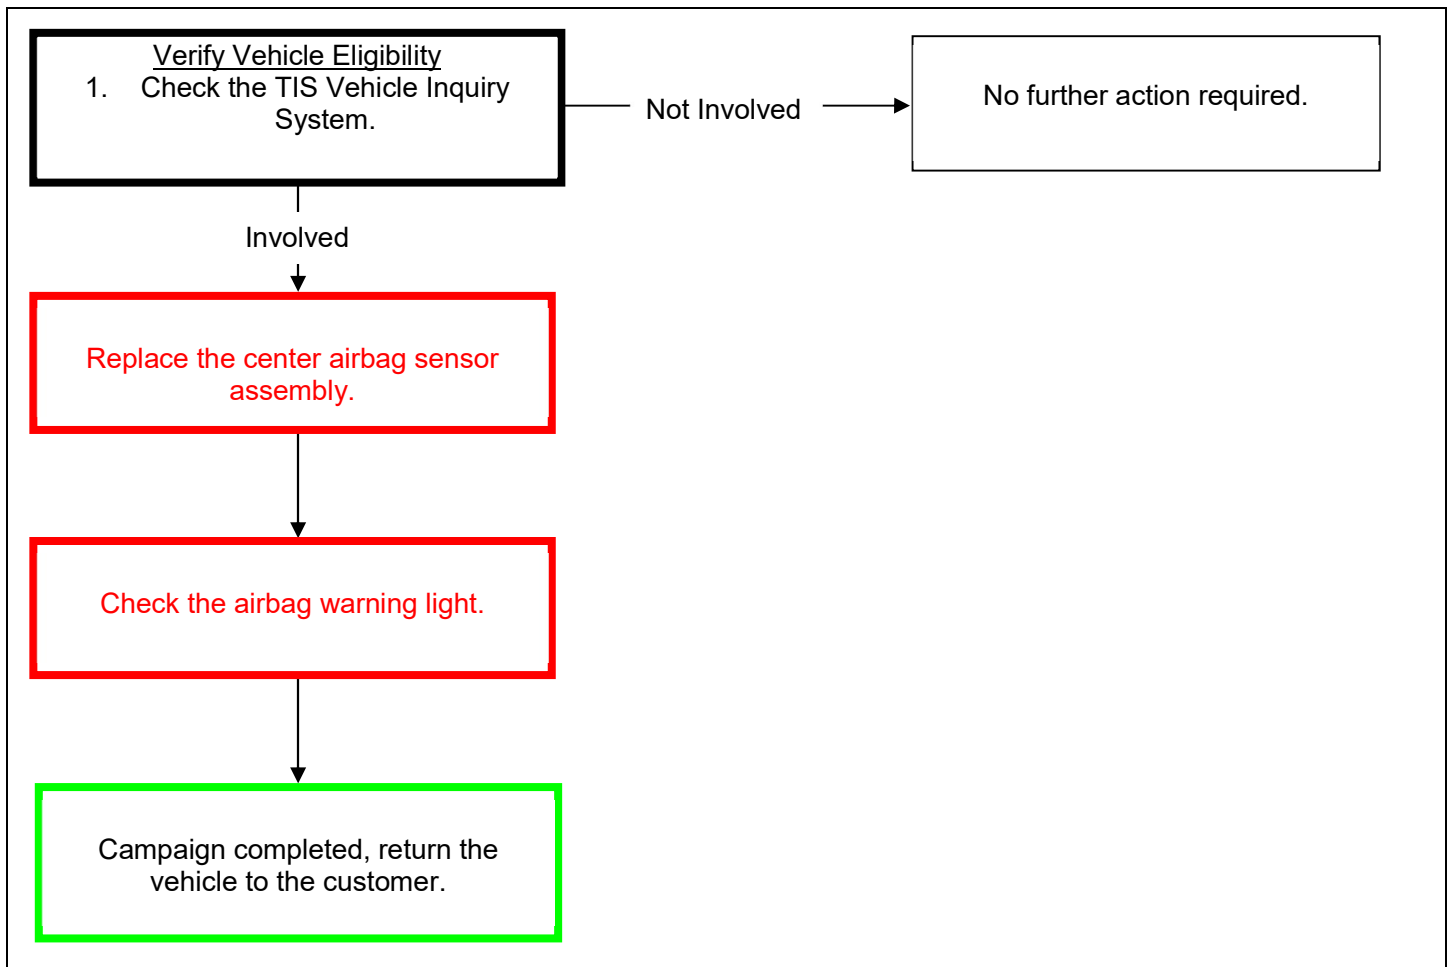 Verify Vehicle Eligibility
1. Check the TIS Vehicle Inquiry
System.
Not Involved
No further action required.
Involved
Replace the center airbag sensor
assembly.
Check the airbag warning light.
Campaign completed, return the
vehicle to the customer.